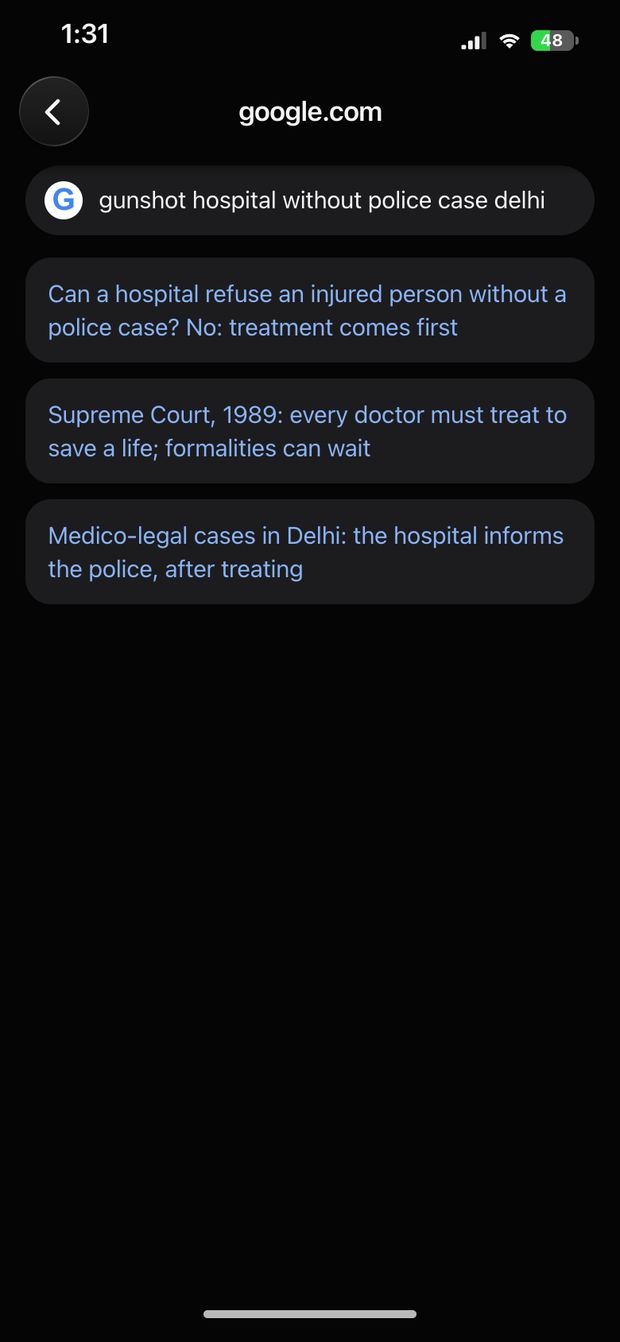 1:31
48
google.com
G gunshot hospital without police case delhi
Can a hospital refuse an injured person without a
police case? No: treatment comes first
Supreme Court, 1989: every doctor must treat to
save a life; formalities can wait
Medico-legal cases in Delhi: the hospital informs
the police, after treating